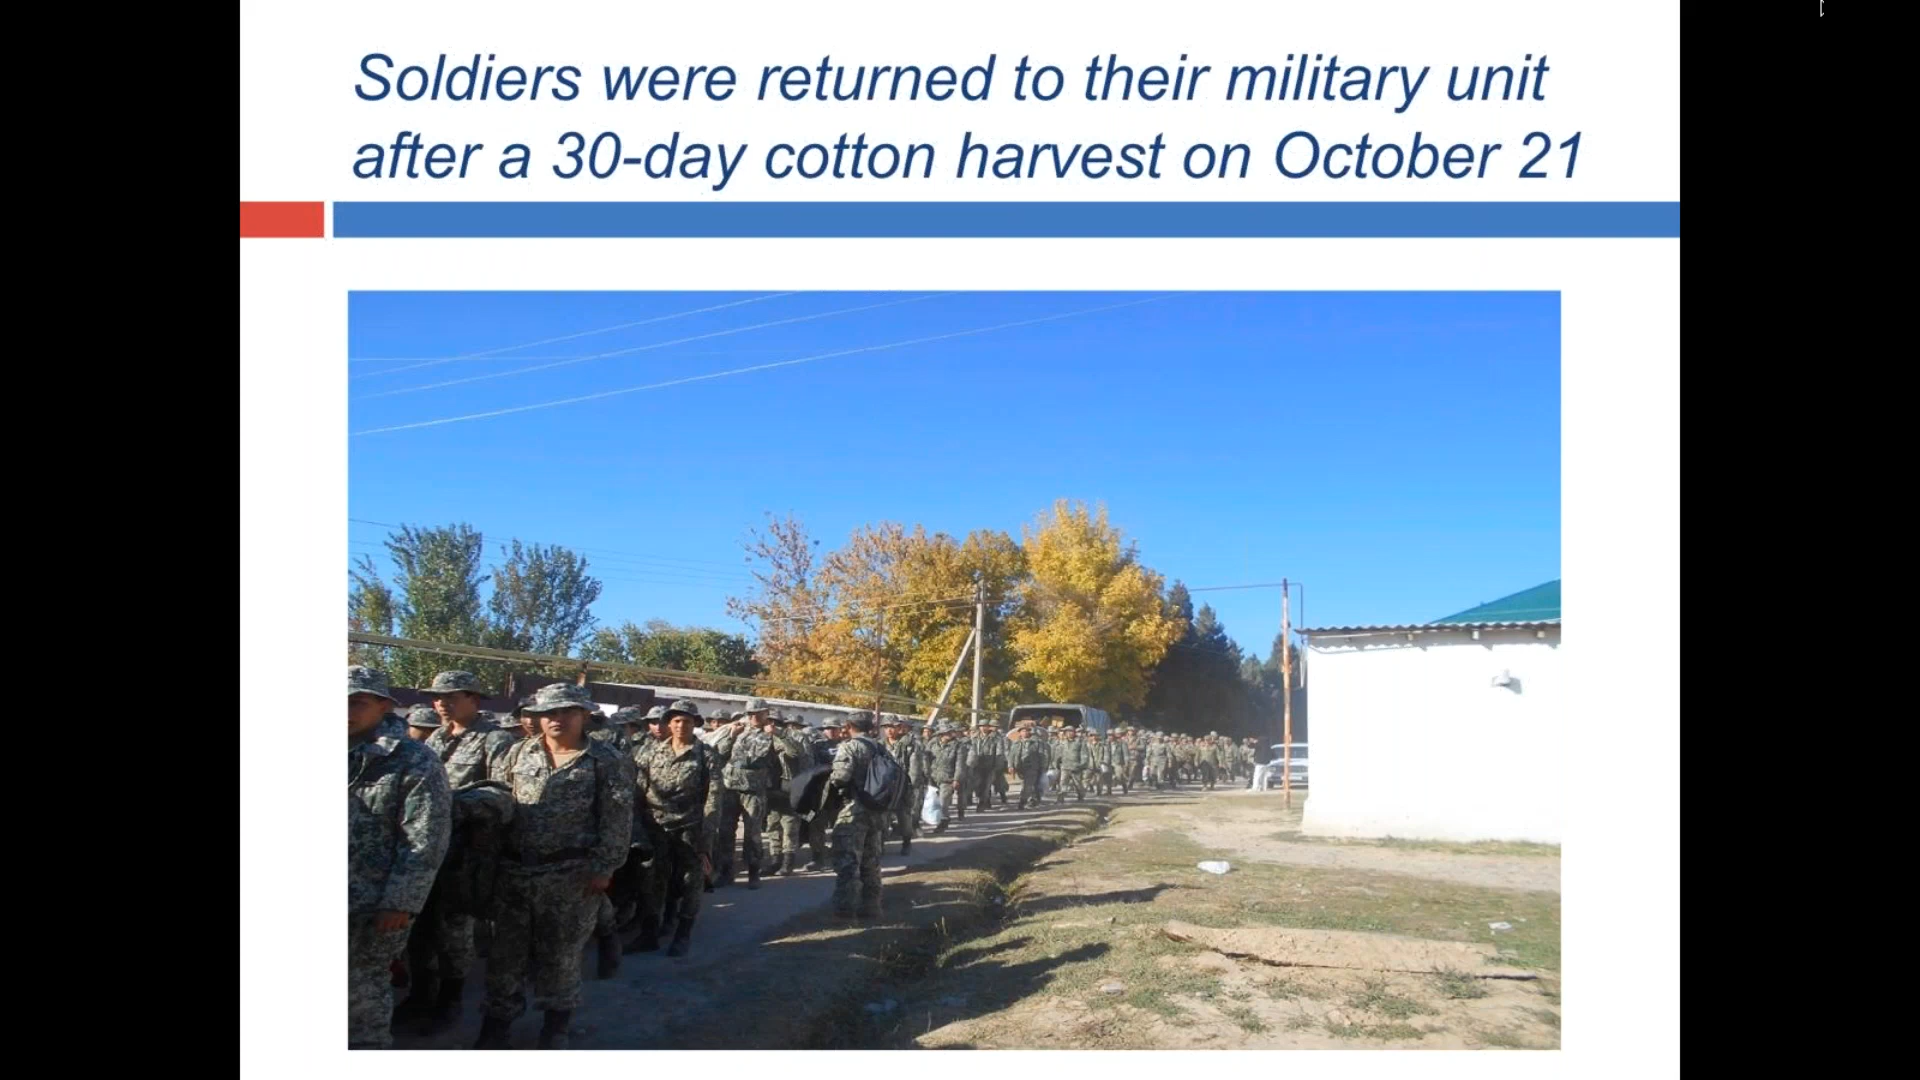 Soldiers were returned to their military unit
after a 30-day cotton harvest on October 21